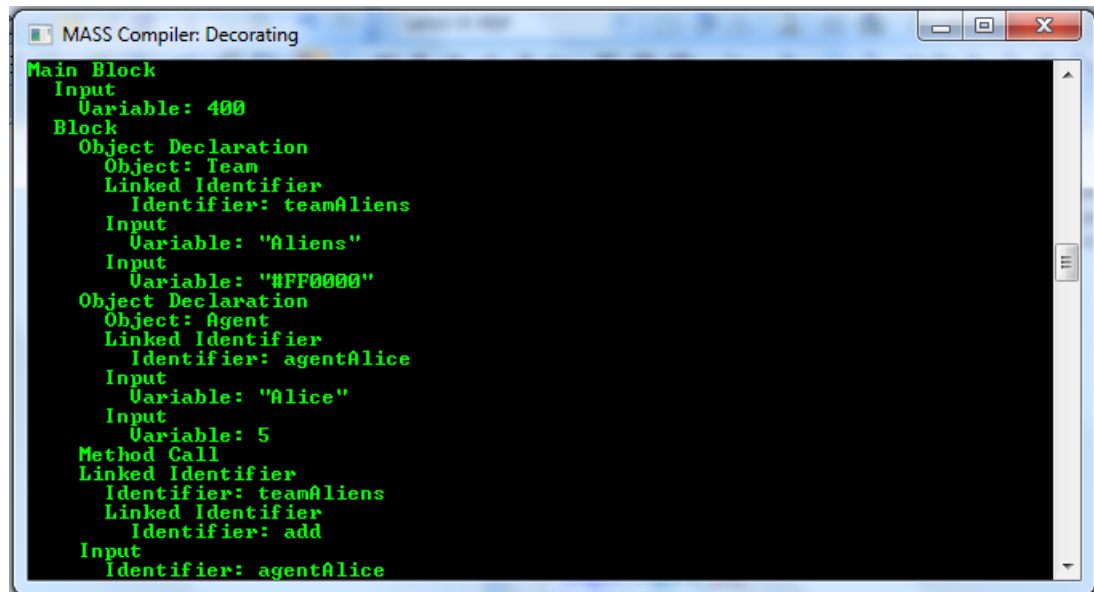 MASS Compiler: Decorating
Main Block
  Input
    Variable: 400
  Block
    Object Declaration
      Object: Team
      Linked Identifier
        Identifier: teamAliens
      Input
        Variable: "Aliens"
      Input
        Variable: "#FF0000"
    Object Declaration
      Object: Agent
      Linked Identifier
        Identifier: agentAlice
      Input
        Variable: "Alice"
      Input
        Variable: 5
    Method Call
    Linked Identifier
      Identifier: teamAliens
      Linked Identifier
        Identifier: add
    Input
      Identifier: agentAlice